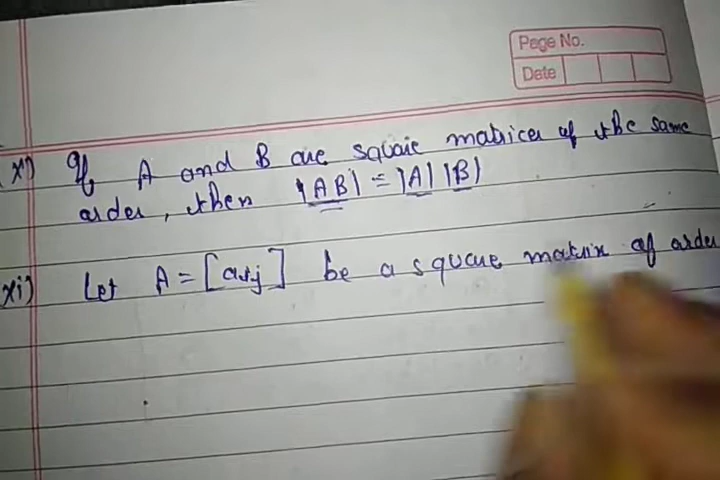 Page No.
Date
x) If A and B are square matrices of the same
order, then |AB| = |A| |B|
xi) Let A = [aij] be a square matrix of order